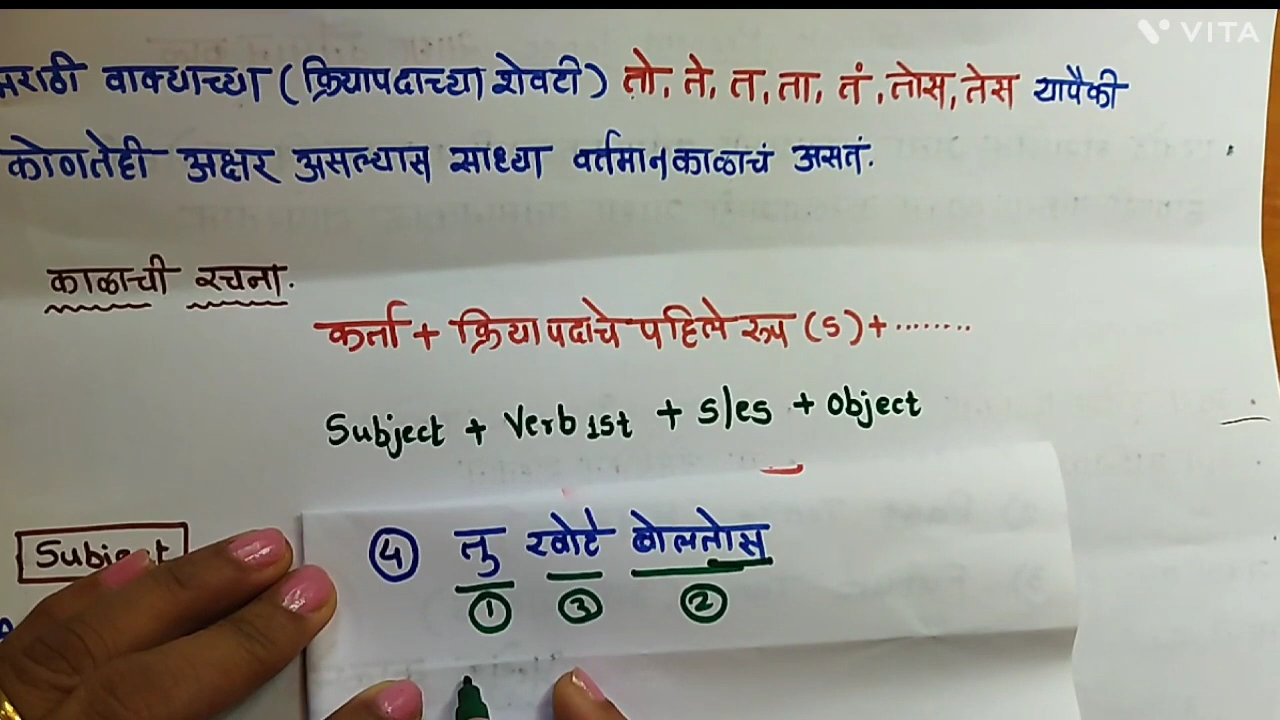 VITA
मराठी वाक्याच्या (क्रियापदाच्या शेवटी) तो, ते, त, ता, तं, तोस, तेस यापैकी
कोणतेही अक्षर असल्यास साध्या वर्तमानकाळाचं असतं.
काळाची रचना.
कर्ता + क्रियापदाचे पहिले रूप (s) + ........
Subject + Verb 1st + s/es + object
Subject
④ तु खोटे बोलतोस
① ③ ②